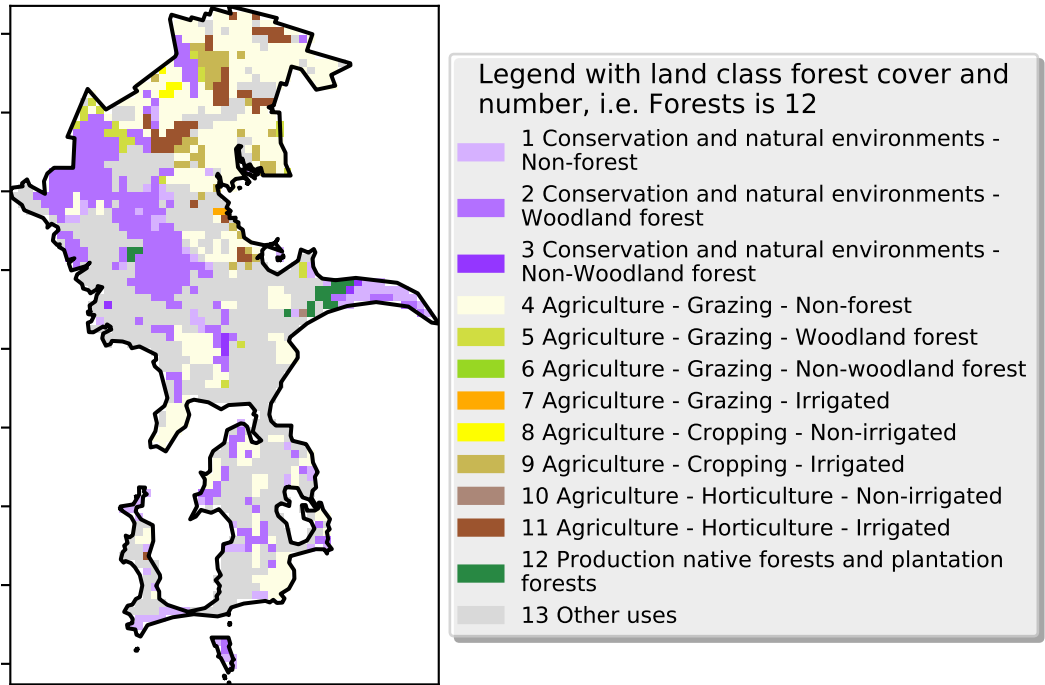 Legend with land class forest cover and
number, i.e. Forests is 12
1 Conservation and natural environments -
Non-forest
2 Conservation and natural environments -
Woodland forest
3 Conservation and natural environments -
Non-Woodland forest
4 Agriculture - Grazing - Non-forest
5 Agriculture - Grazing - Woodland forest
6 Agriculture - Grazing - Non-woodland forest
7 Agriculture - Grazing - Irrigated
8 Agriculture - Cropping - Non-irrigated
9 Agriculture - Cropping - Irrigated
10 Agriculture - Horticulture - Non-irrigated
11 Agriculture - Horticulture - Irrigated
12 Production native forests and plantation
forests
13 Other uses